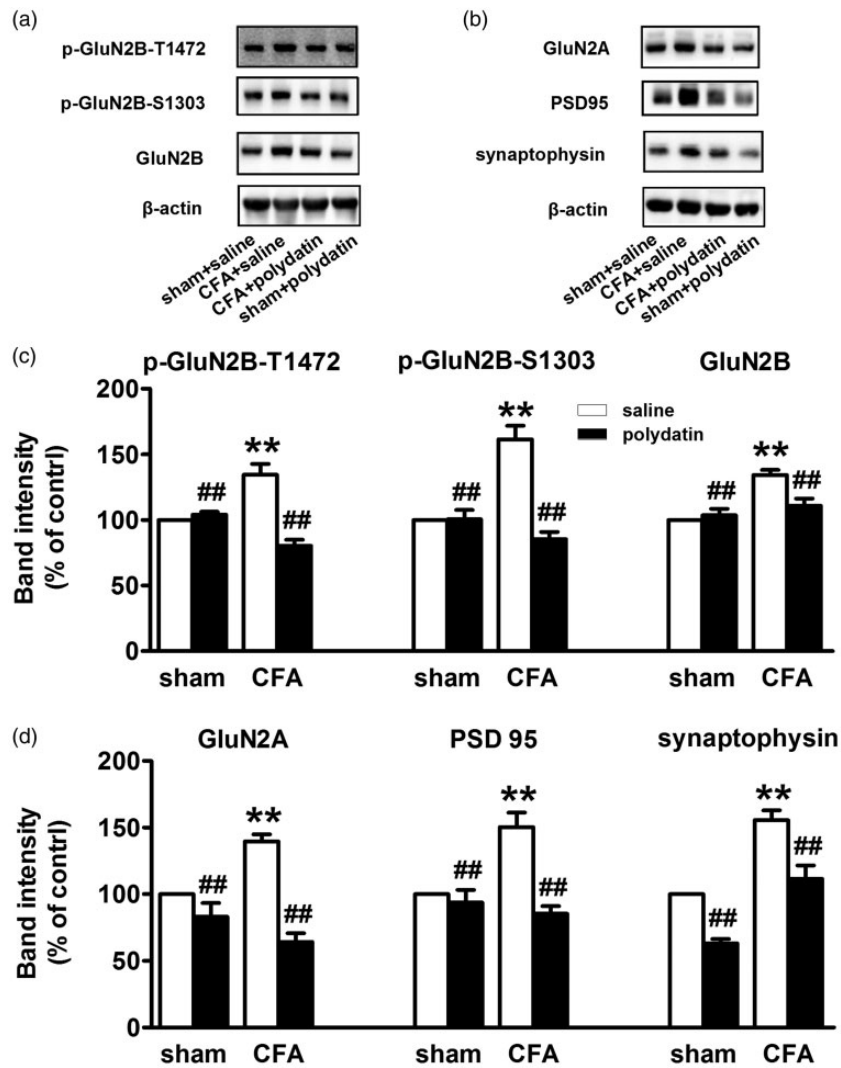 (a)
p-GluN2B-T1472
p-GluN2B-S1303
GluN2B
β-actin
sham+saline
CFA+saline
CFA+polydatin
sham+polydatin
(b)
GluN2A
PSD95
synaptophysin
β-actin
sham+saline
CFA+saline
CFA+polydatin
sham+polydatin
(c)
p-GluN2B-T1472 p-GluN2B-S1303 GluN2B
saline
polydatin
Band intensity
(% of contrl)
200
150
100
50
0
** ** **
## ## ## ## ## ##
sham CFA sham CFA sham CFA
(d)
GluN2A PSD 95 synaptophysin
Band intensity
(% of contrl)
200
150
100
50
0
** ** **
## ## ## ## ## ##
sham CFA sham CFA sham CFA